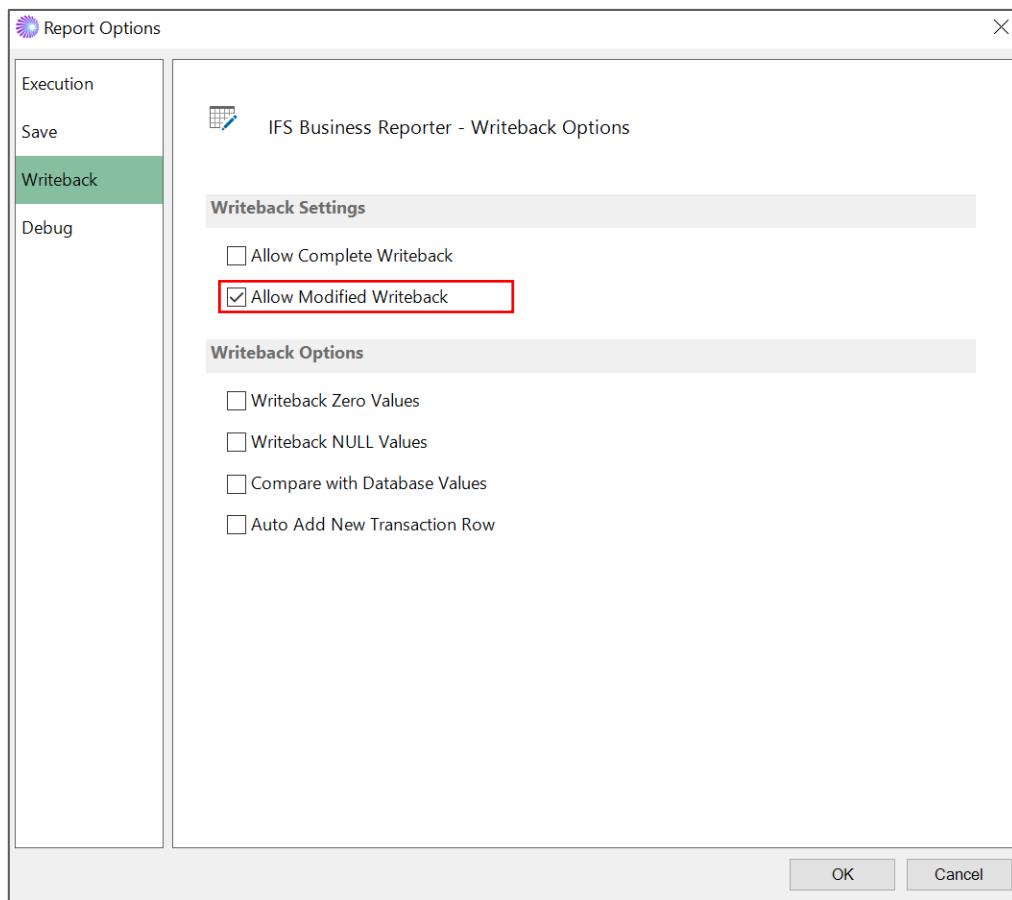 Report Options
Execution
Save
Writeback
Debug
IFS Business Reporter - Writeback Options
Writeback Settings
Allow Complete Writeback
Allow Modified Writeback
Writeback Options
Writeback Zero Values
Writeback NULL Values
Compare with Database Values
Auto Add New Transaction Row
OK
Cancel